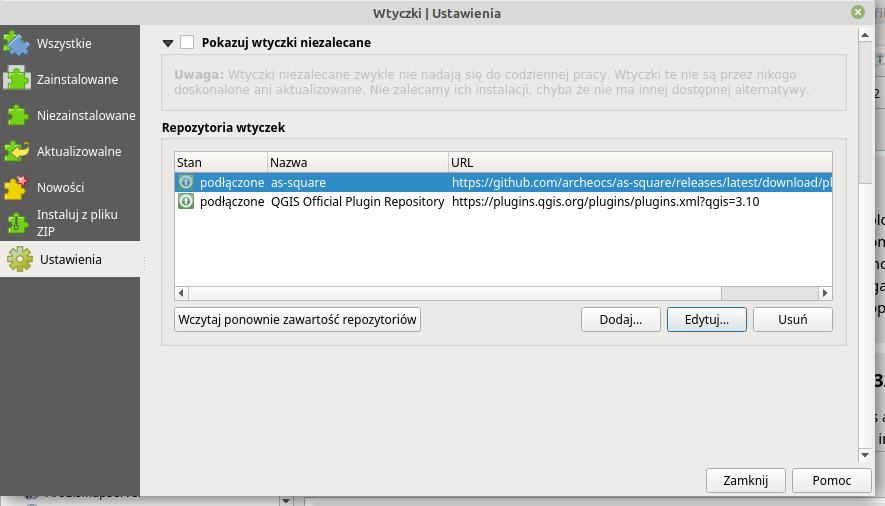 Wtyczki | Ustawienia
Wszystkie
Zainstalowane
Niezainstalowane
Aktualizowalne
Nowości
Instaluj z pliku
ZIP
Ustawienia
Pokazuj wtyczki niezalecane
Uwaga: Wtyczki niezalecane zwykle nie nadają się do codziennej pracy. Wtyczki te nie są przez nikogo
doskonalone ani aktualizowane. Nie zalecamy ich instalacji, chyba że nie ma innej dostępnej alternatywy.
Repozytoria wtyczek
Stan Nazwa URL
podłączone as-square https://github.com/archeocs/as-square/releases/latest/download/pl
podłączone QGIS Official Plugin Repository https://plugins.qgis.org/plugins/plugins.xml?qgis=3.10
Wczytaj ponownie zawartość repozytoriów
Dodaj...
Edytuj...
Usuń
Zamknij
Pomoc